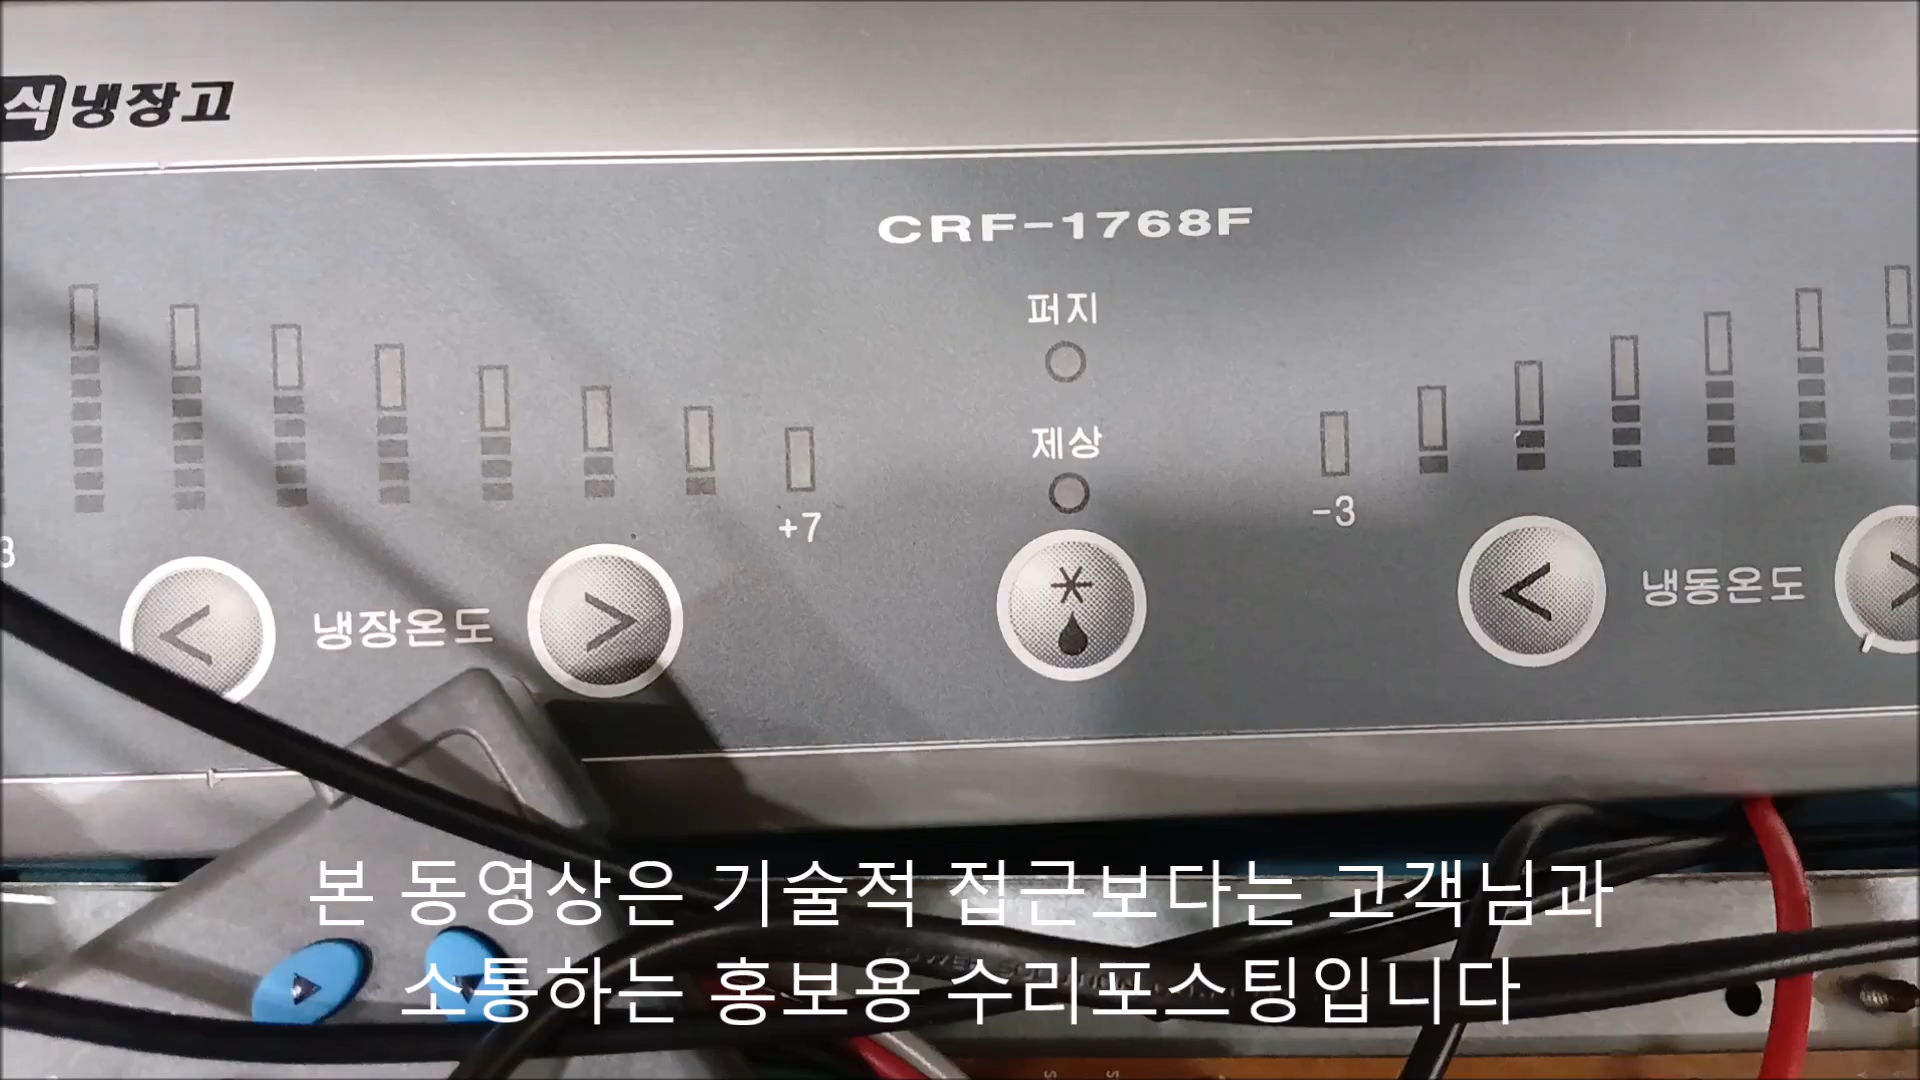 식냉장고
CRF-1768F
퍼지
제상
+7
-3
3
냉장온도
냉동온도
본 동영상은 기술적 접근보다는 고객님과
소통하는 홍보용 수리포스팅입니다